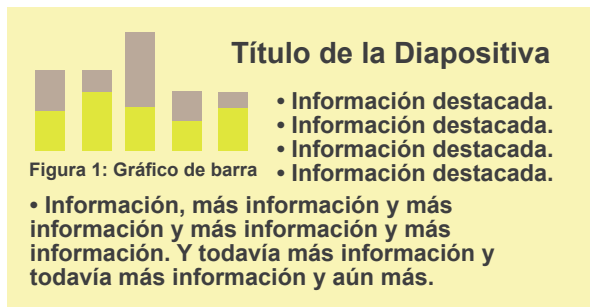 Título de la Diapositiva
• Información destacada.
• Información destacada.
• Información destacada.
• Información destacada.
Figura 1: Gráfico de barra
• Información, más información y más
información y más información y más
información. Y todavía más información y
todavía más información y aún más.